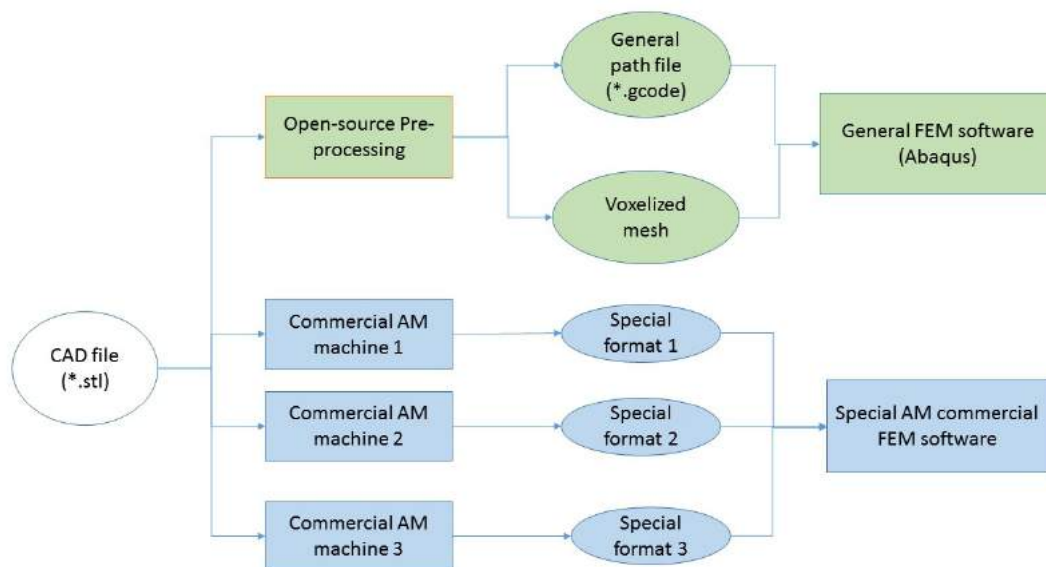 General
path file
(*.gcode)
Open-source Pre-
processing
General FEM software
(Abaqus)
Voxelized
mesh
CAD file
(*.stl)
Commercial AM
machine 1
Special
format 1
Commercial AM
machine 2
Special
format 2
Special AM commercial
FEM software
Commercial AM
machine 3
Special
format 3